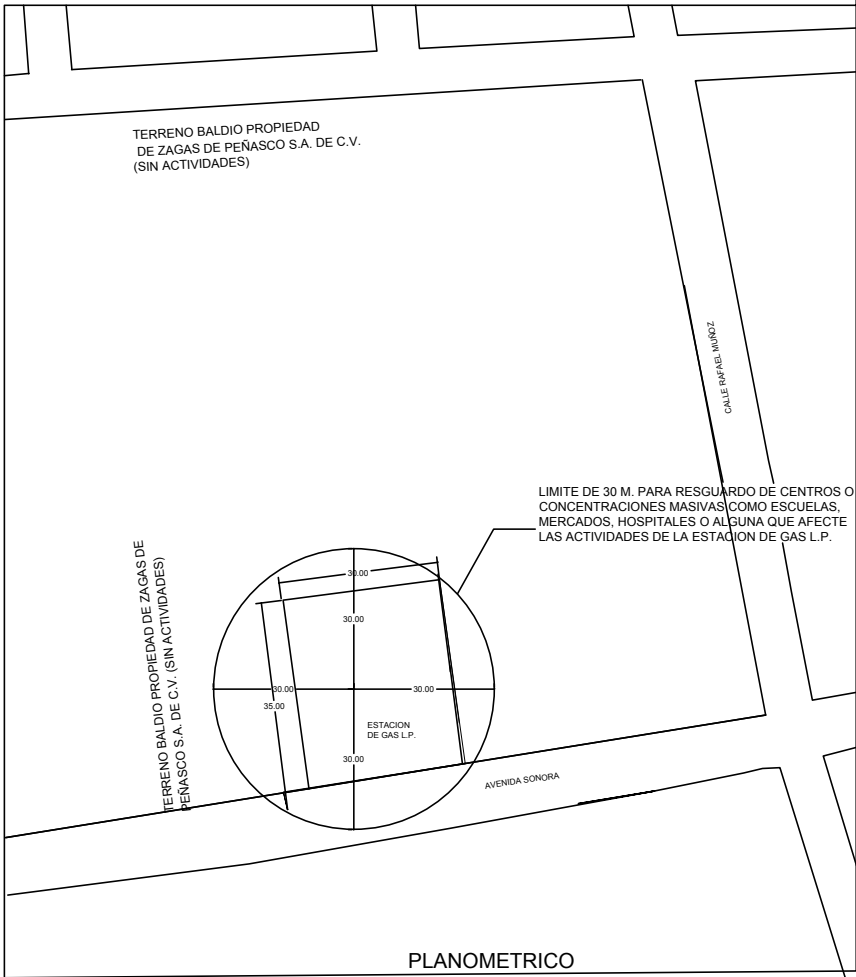 TERRENO BALDIO PROPIEDAD
DE ZAGAS DE PEÑASCO S.A. DE C.V.
(SIN ACTIVIDADES)
CALLE RAFAEL MUÑOZ
LIMITE DE 30 M. PARA RESGUARDO DE CENTROS O
CONCENTRACIONES MASIVAS COMO ESCUELAS,
MERCADOS, HOSPITALES O ALGUNA QUE AFECTE
LAS ACTIVIDADES DE LA ESTACION DE GAS L.P.
TERRENO BALDIO PROPIEDAD DE ZAGAS DE
PEÑASCO S.A. DE C.V. (SIN ACTIVIDADES)
30.00
30.00
30.00
30.00
35.00
ESTACION
DE GAS L.P.
30.00
AVENIDA SONORA
PLANOMETRICO